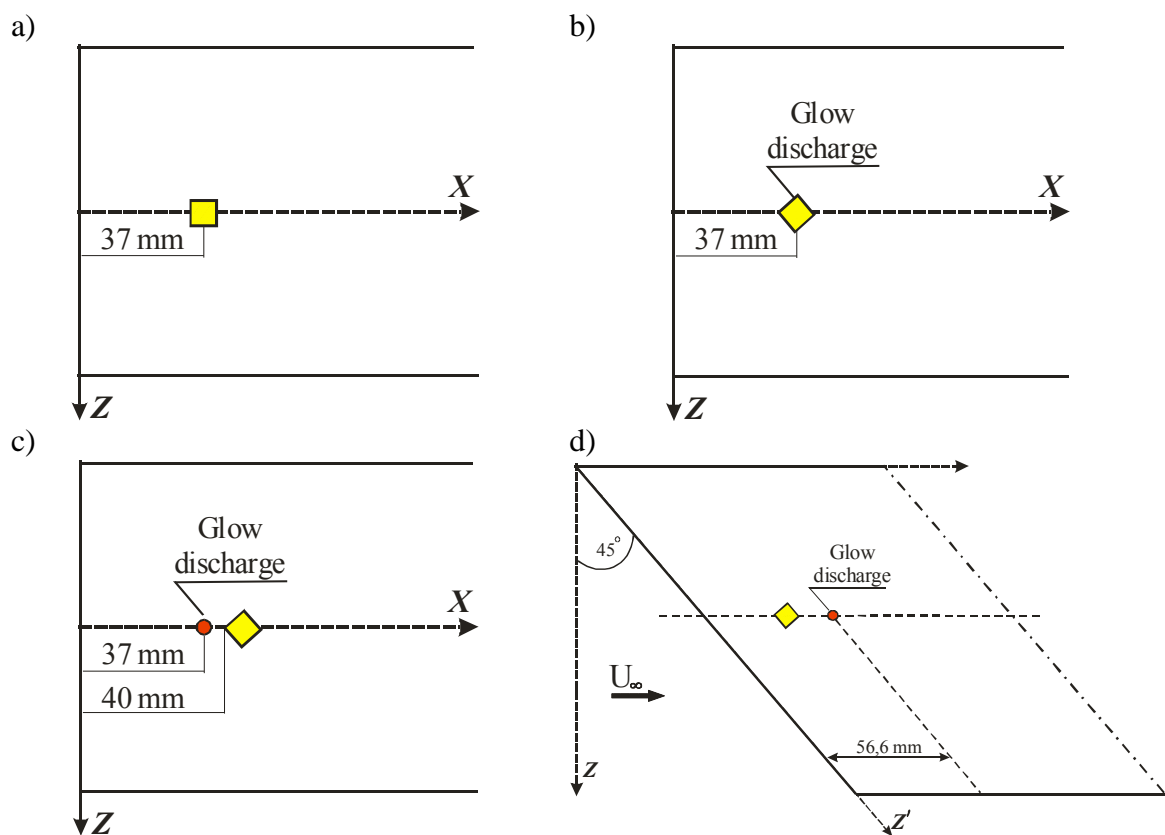 a)
X
37 mm
Z
b)
Glow
discharge
X
37 mm
Z
c)
Glow
discharge
X
37 mm
40 mm
Z
d)
45°
Glow
discharge
U∞
56,6 mm
z
z'